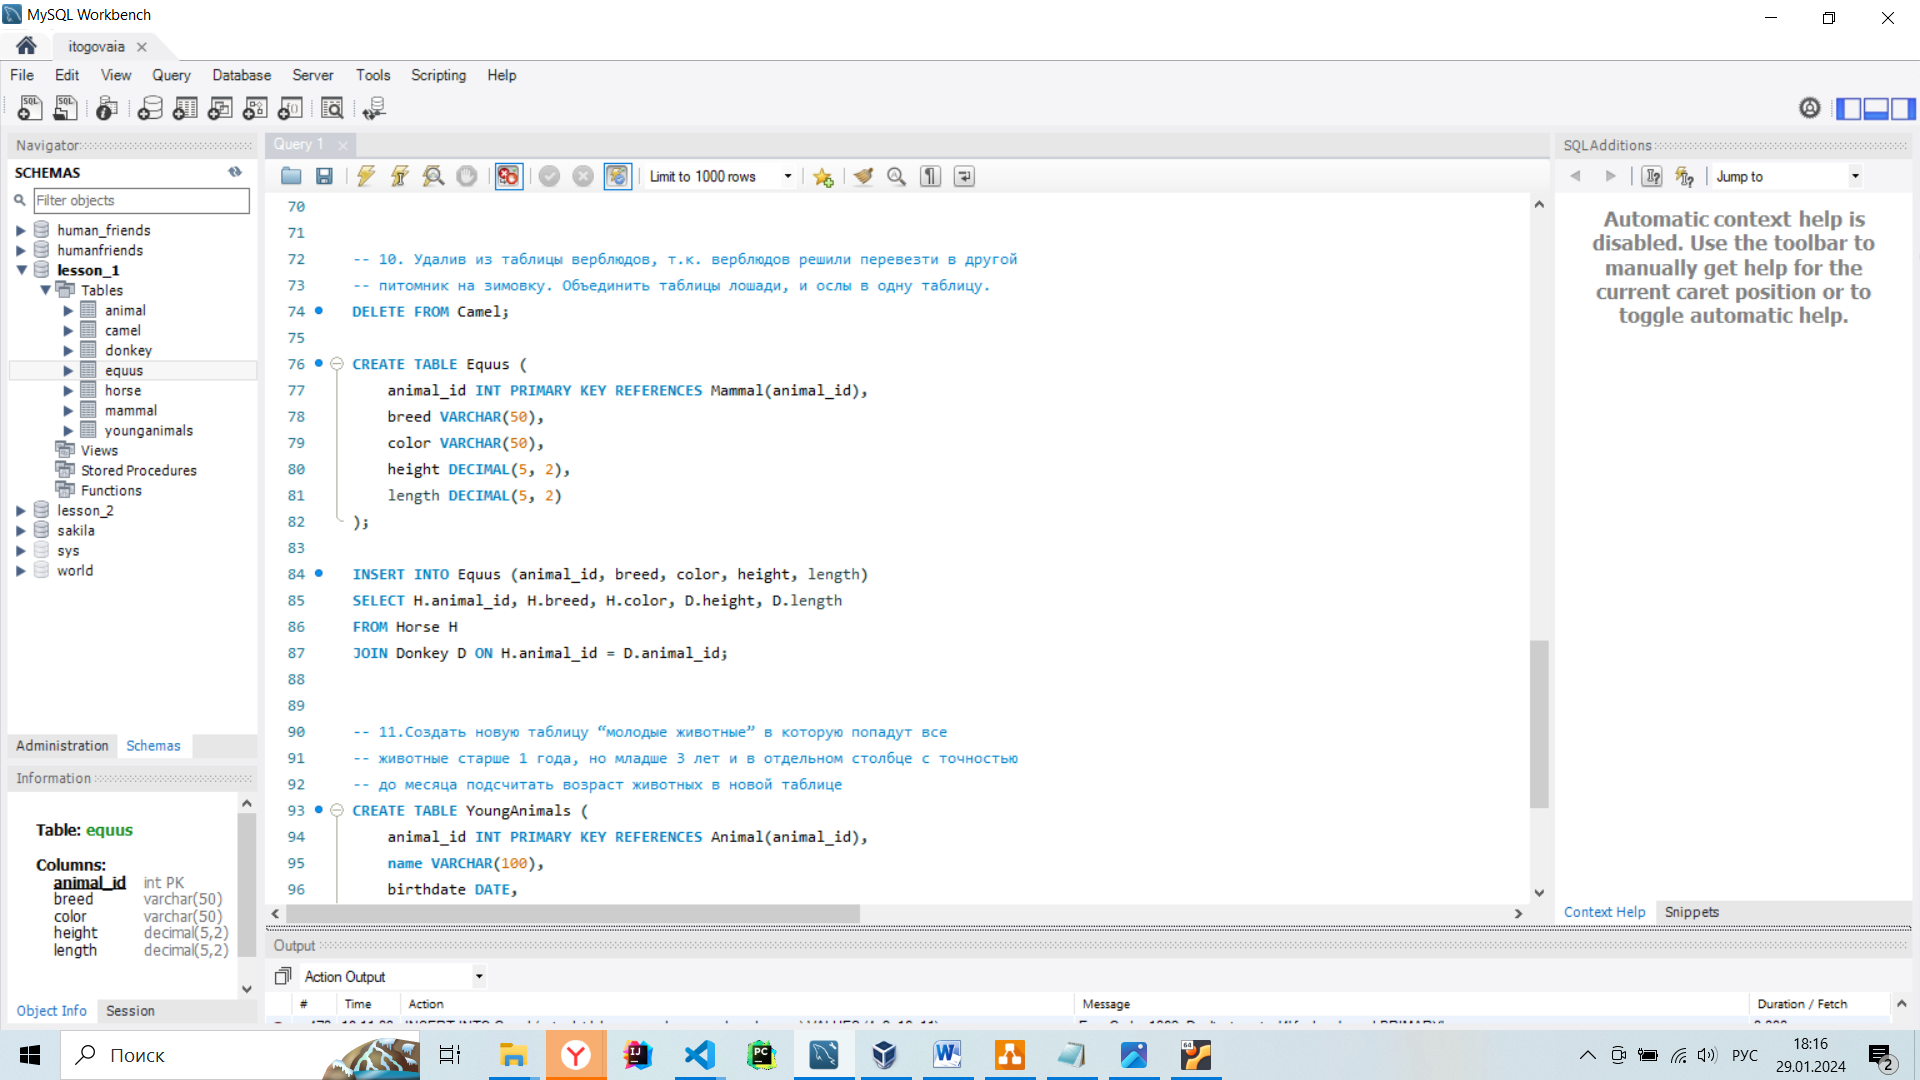 MySQL Workbench
itogovaia
File Edit View Query Database Server Tools Scripting Help
Navigator
SCHEMAS
Filter objects
human_friends
humanfriends
lesson_1
Tables
animal
camel
donkey
equus
horse
mammal
younganimals
Views
Stored Procedures
Functions
lesson_2
sakila
sys
world
Administration Schemas
Information
Table: equus
Columns:
animal_id int PK
breed varchar(50)
color varchar(50)
height decimal(5,2)
length decimal(5,2)
Object Info Session
Query 1
Limit to 1000 rows
70
71
72 -- 10. Удалив из таблицы верблюдов, т.к. верблюдов решили перевезти в другой
73 -- питомник на зимовку. Объединить таблицы лошади, и ослы в одну таблицу.
74 DELETE FROM Camel;
75
76 CREATE TABLE Equus (
77 animal_id INT PRIMARY KEY REFERENCES Mammal(animal_id),
78 breed VARCHAR(50),
79 color VARCHAR(50),
80 height DECIMAL(5, 2),
81 length DECIMAL(5, 2)
82 );
83
84 INSERT INTO Equus (animal_id, breed, color, height, length)
85 SELECT H.animal_id, H.breed, H.color, D.height, D.length
86 FROM Horse H
87 JOIN Donkey D ON H.animal_id = D.animal_id;
88
89
90 -- 11.Создать новую таблицу “молодые животные” в которую попадут все
91 -- животные старше 1 года, но младше 3 лет и в отдельном столбце с точностью
92 -- до месяца подсчитать возраст животных в новой таблице
93 CREATE TABLE YoungAnimals (
94 animal_id INT PRIMARY KEY REFERENCES Animal(animal_id),
95 name VARCHAR(100),
96 birthdate DATE,
Output
Action Output
# Time Action Message Duration / Fetch
SQLAdditions
Jump to
Automatic context help is
disabled. Use the toolbar to
manually get help for the
current caret position or to
toggle automatic help.
Context Help Snippets
Поиск
РУС
18:16
29.01.2024
2